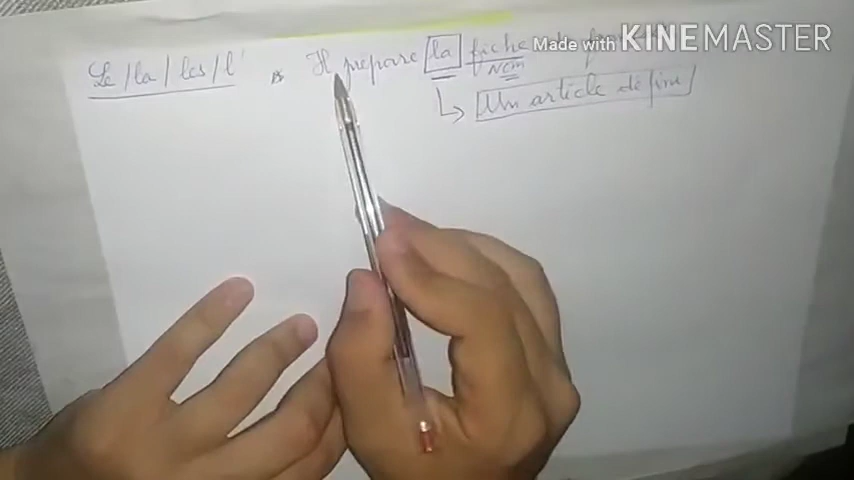 Le / la / les / l'
Il prépare la fiche
Nom
Un article défini
Made with KINEMASTER